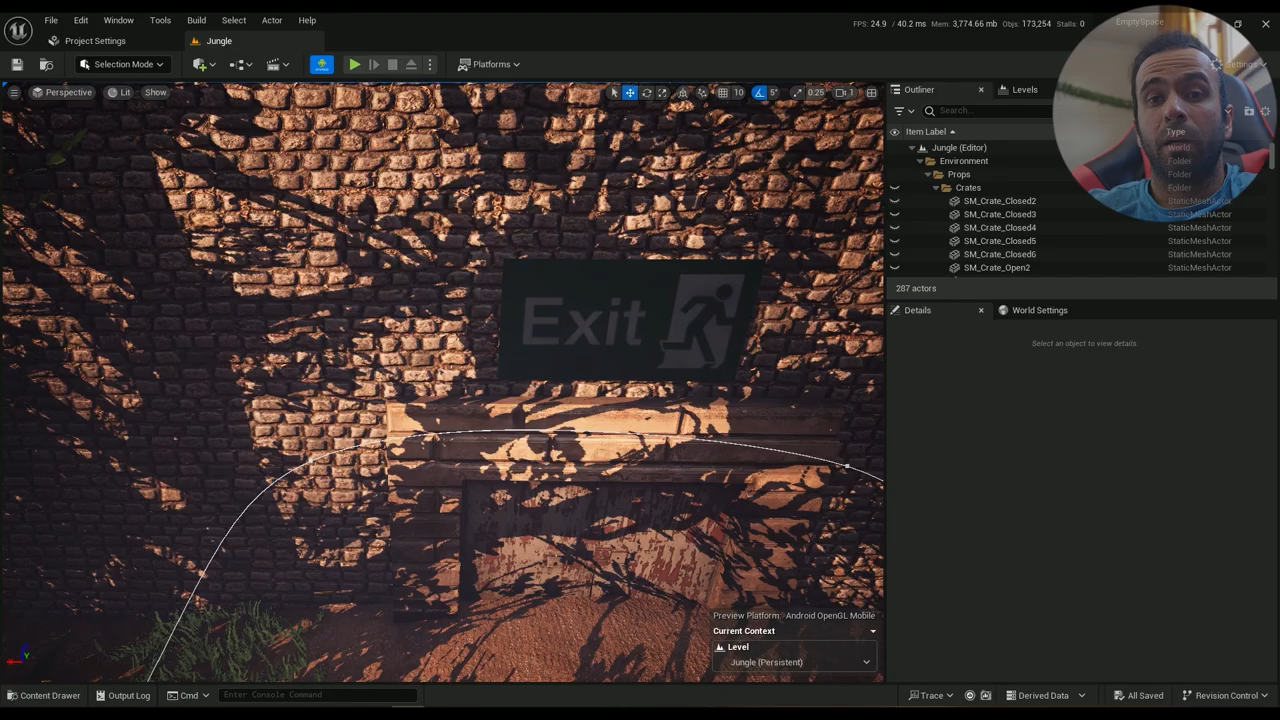 File Edit Window Tools Build Select Actor Help
FPS: 24.9 / 40.2 ms Mem: 3,774.66 mb Objs: 173,254 Stalls: 0
EmptySpace
Project Settings
Jungle
Selection Mode
Platforms
Settings
Perspective Lit Show
10 5° 0.25 1
Outliner
Levels
Search...
Item Label Type
Jungle (Editor) World
Environment Folder
Props Folder
Crates Folder
SM_Crate_Closed2 StaticMeshActor
SM_Crate_Closed3 StaticMeshActor
SM_Crate_Closed4 StaticMeshActor
SM_Crate_Closed5 StaticMeshActor
SM_Crate_Closed6 StaticMeshActor
SM_Crate_Open2 StaticMeshActor
287 actors
Details
World Settings
Select an object to view details.
Exit
Preview Platform: Android OpenGL Mobile
Current Context
Level
Jungle (Persistent)
Y
Content Drawer Output Log Cmd Enter Console Command
Trace Derived Data All Saved Revision Control